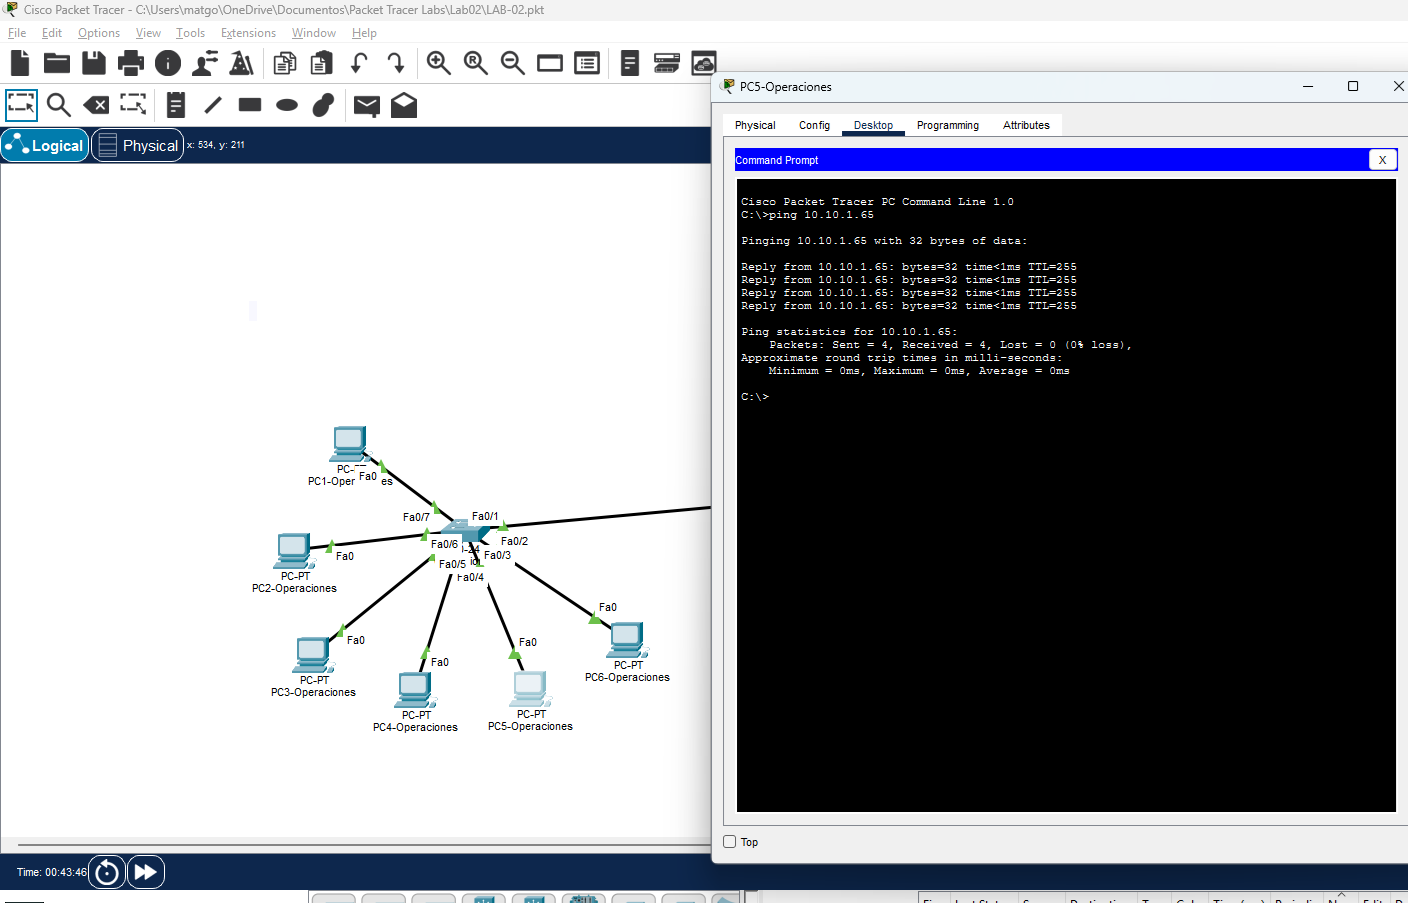 Cisco Packet Tracer - C:\Users\matgo\OneDrive\Documentos\Packet Tracer Labs\Lab02\LAB-02.pkt
File Edit Options View Tools Extensions Window Help
Logical Physical x: 534, y: 211
PC5-Operaciones
Physical Config Desktop Programming Attributes
Command Prompt X
Cisco Packet Tracer PC Command Line 1.0
C:\>ping 10.10.1.65
Pinging 10.10.1.65 with 32 bytes of data:
Reply from 10.10.1.65: bytes=32 time<1ms TTL=255
Reply from 10.10.1.65: bytes=32 time<1ms TTL=255
Reply from 10.10.1.65: bytes=32 time<1ms TTL=255
Reply from 10.10.1.65: bytes=32 time<1ms TTL=255
Ping statistics for 10.10.1.65:
Packets: Sent = 4, Received = 4, Lost = 0 (0% loss),
Approximate round trip times in milli-seconds:
Minimum = 0ms, Maximum = 0ms, Average = 0ms
C:\>
Top
Fa0
Fa0/7
Fa0/1
Fa0/6
Fa0/2
Fa0/5
Fa0/3
Fa0/4
Fa0
PC-PT
PC2-Operaciones
Fa0
PC-PT
PC3-Operaciones
Fa0
PC-PT
PC4-Operaciones
Fa0
PC-PT
PC5-Operaciones
Fa0
PC-PT
PC6-Operaciones
Time: 00:43:46